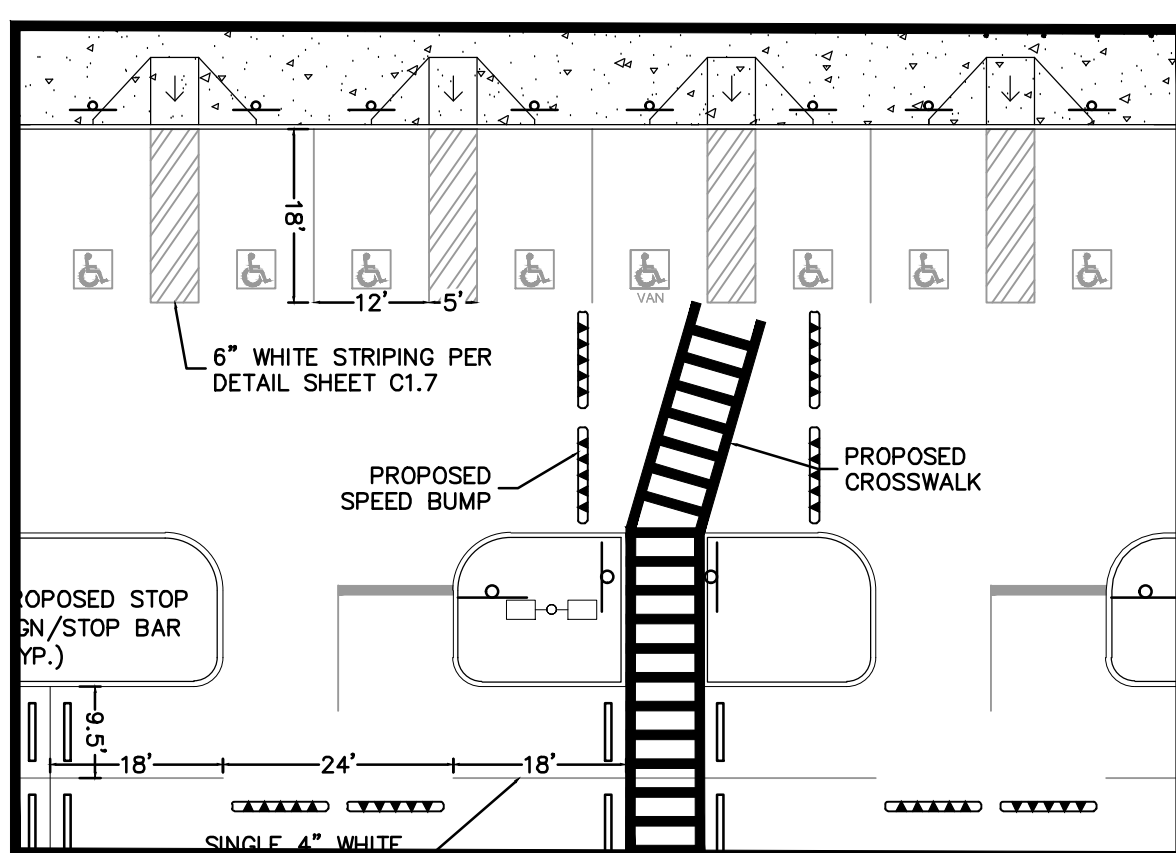 18'
12'
5'
VAN
6" WHITE STRIPING PER
DETAIL SHEET C1.7
PROPOSED
SPEED BUMP
PROPOSED
CROSSWALK
ROPOSED STOP
GN/STOP BAR
YP.)
9.5'
18'
24'
18'
SINGLE 4" WHITE